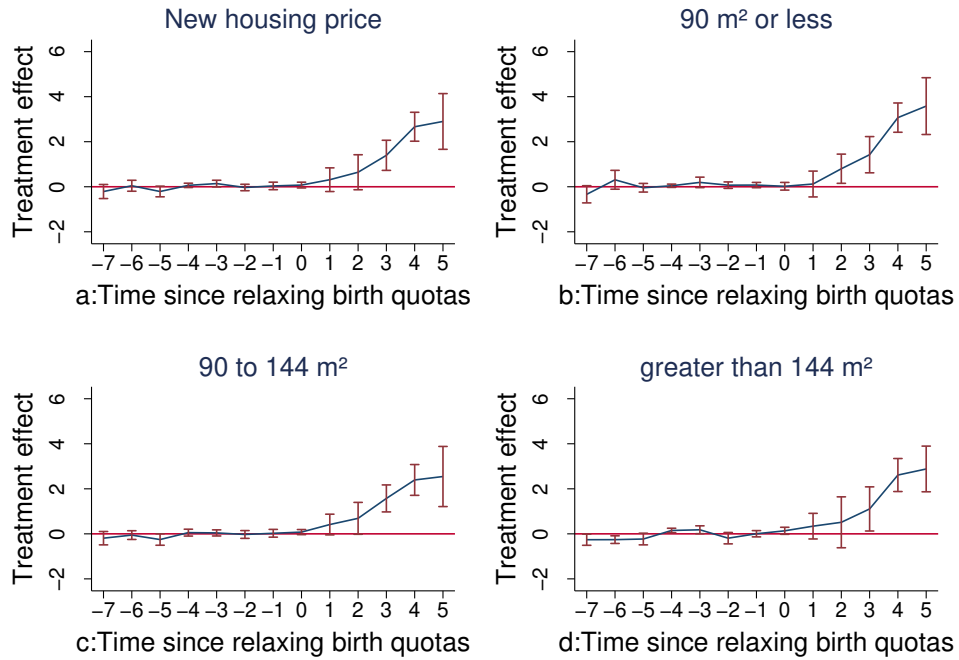 New housing price
Treatment effect
6
4
2
0
−2
−7 −6 −5 −4 −3 −2 −1 0 1 2 3 4 5
a:Time since relaxing birth quotas
90 m² or less
Treatment effect
6
4
2
0
−2
−7 −6 −5 −4 −3 −2 −1 0 1 2 3 4 5
b:Time since relaxing birth quotas
90 to 144 m²
Treatment effect
6
4
2
0
−2
−7 −6 −5 −4 −3 −2 −1 0 1 2 3 4 5
c:Time since relaxing birth quotas
greater than 144 m²
Treatment effect
6
4
2
0
−2
−7 −6 −5 −4 −3 −2 −1 0 1 2 3 4 5
d:Time since relaxing birth quotas